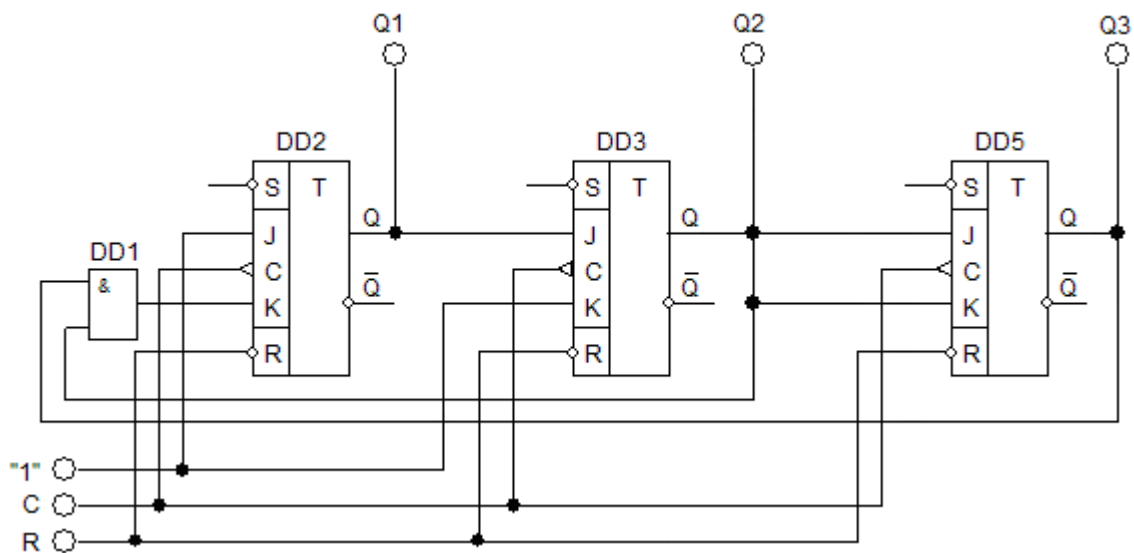 Q1
Q2
Q3
DD2
DD3
DD5
S T
S T
S T
J Q
J Q
J Q
DD1
&
C
C
C
K Q̅
K Q̅
K Q̅
R
R
R
"1"
C
R